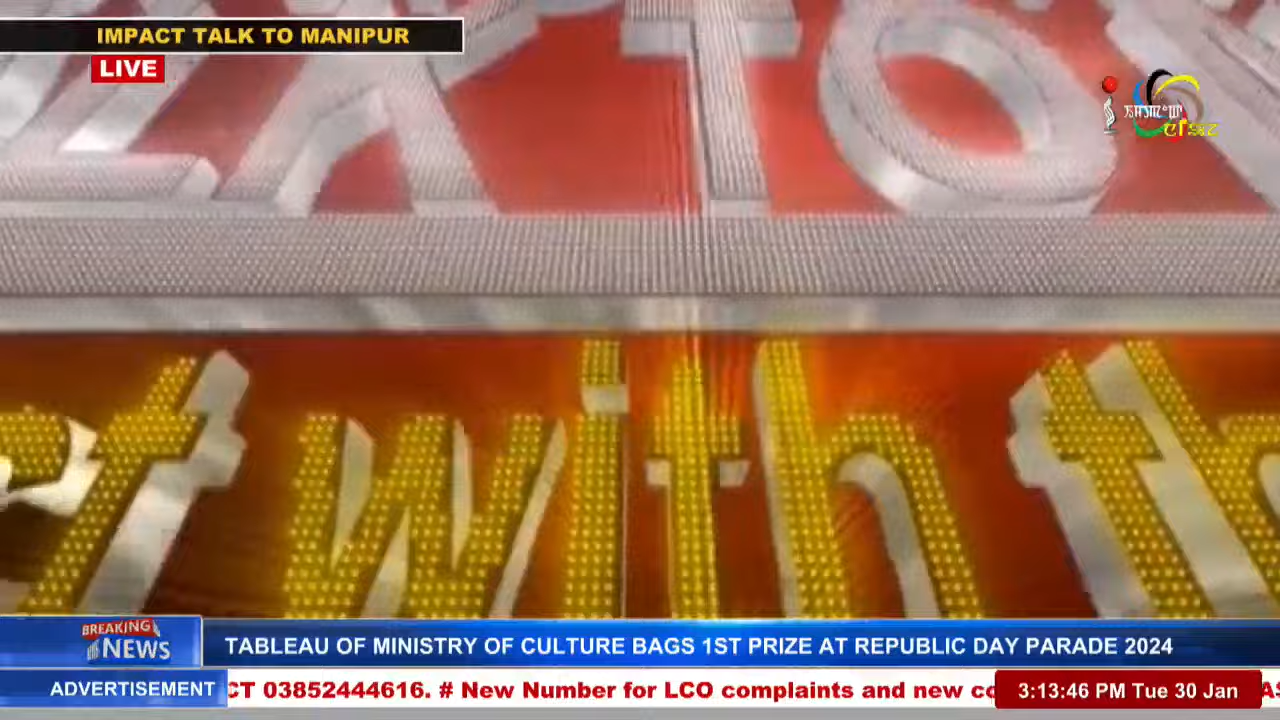 IMPACT TALK TO MANIPUR
LIVE
TO
with th
BREAKING
NEWS
TABLEAU OF MINISTRY OF CULTURE BAGS 1ST PRIZE AT REPUBLIC DAY PARADE 2024
ADVERTISEMENT
CT 03852444616. # New Number for LCO complaints and new co
3:13:46 PM Tue 30 Jan